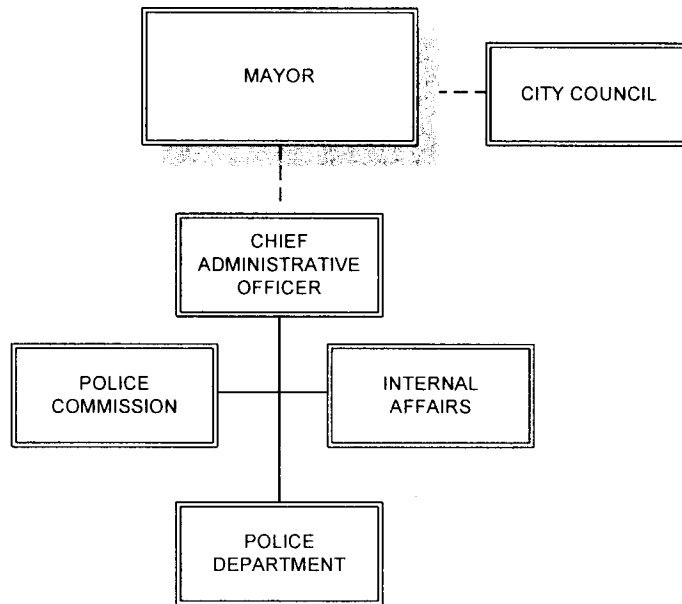 MAYOR
CITY COUNCIL
CHIEF
ADMINISTRATIVE
OFFICER
POLICE
COMMISSION
INTERNAL
AFFAIRS
POLICE
DEPARTMENT